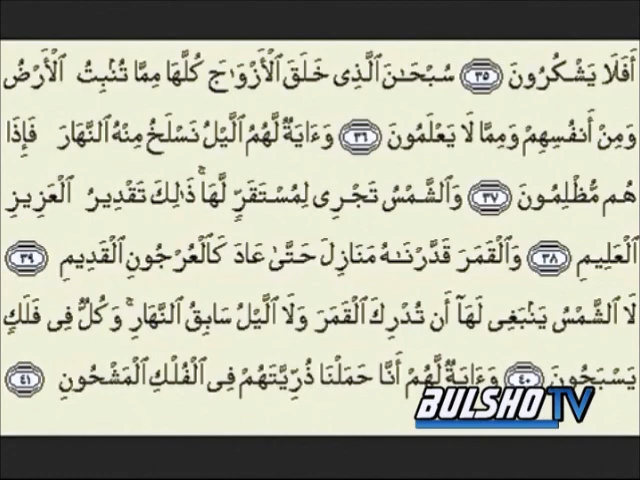 أَفَلَا يَشْكُرُونَ ٣٥ سُبْحَـٰنَ ٱلَّذِى خَلَقَ ٱلْأَزْوَٰجَ كُلَّهَا مِمَّا تُنۢبِتُ ٱلْأَرْضُ
وَمِنْ أَنفُسِهِمْ وَمِمَّا لَا يَعْلَمُونَ ٣٦ وَءَايَةٌ لَّهُمُ ٱلَّيْلُ نَسْلَخُ مِنْهُ ٱلنَّهَارَ فَإِذَا
هُم مُّظْلِمُونَ ٣٧ وَٱلشَّمْسُ تَجْرِى لِمُسْتَقَرٍّ لَّهَا ۚ ذَٰلِكَ تَقْدِيرُ ٱلْعَزِيزِ
ٱلْعَلِيمِ ٣٨ وَٱلْقَمَرَ قَدَّرْنَـٰهُ مَنَازِلَ حَتَّىٰ عَادَ كَٱلْعُرْجُونِ ٱلْقَدِيمِ ٣٩
لَا ٱلشَّمْسُ يَنۢبَغِى لَهَآ أَن تُدْرِكَ ٱلْقَمَرَ وَلَا ٱلَّيْلُ سَابِقُ ٱلنَّهَارِ ۚ وَكُلٌّ فِى فَلَكٍ
يَسْبَحُونَ ٤٠ وَءَايَةٌ لَّهُمْ أَنَّا حَمَلْنَا ذُرِّيَّتَهُمْ فِى ٱلْفُلْكِ ٱلْمَشْحُونِ ٤١
BULSHO TV